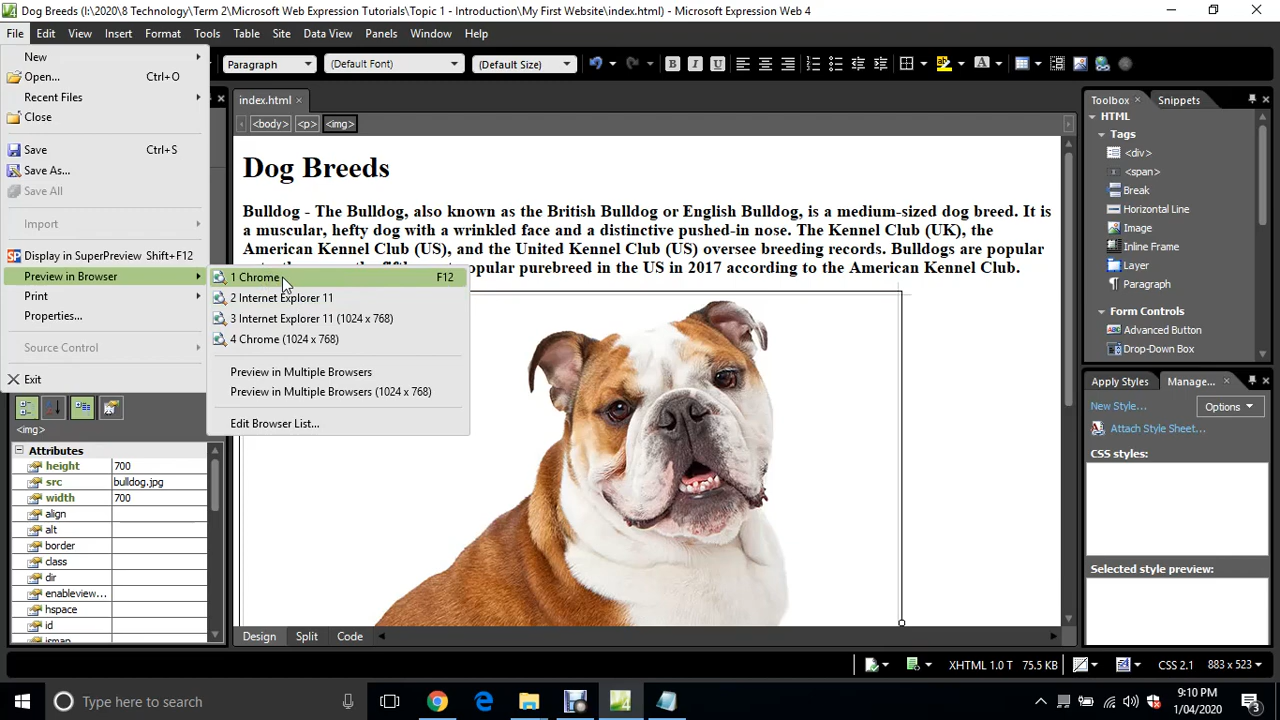 Dog Breeds (I:\2020\8 Technology\Term 2\Microsoft Web Expression Tutorials\Topic 1 - Introduction\My First Website\index.html) - Microsoft Expression Web 4
File Edit View Insert Format Tools Table Site Data View Panels Window Help
New
Open... Ctrl+O
Recent Files
Close
Save Ctrl+S
Save As...
Save All
Import
Display in SuperPreview Shift+F12
Preview in Browser
Print
Properties...
Source Control
Exit
1 Chrome F12
2 Internet Explorer 11
3 Internet Explorer 11 (1024 x 768)
4 Chrome (1024 x 768)
Preview in Multiple Browsers
Preview in Multiple Browsers (1024 x 768)
Edit Browser List...
Paragraph (Default Font) (Default Size) B I U
index.html
<body> <p> <img>
Dog Breeds
Bulldog - The Bulldog, also known as the British Bulldog or English Bulldog, is a medium-sized dog breed. It is
a muscular, hefty dog with a wrinkled face and a distinctive pushed-in nose. The Kennel Club (UK), the
American Kennel Club (US), and the United Kennel Club (US) oversee breeding records. Bulldogs are popular
popular purebreed in the US in 2017 according to the American Kennel Club.
<img>
Attributes
height 700
src bulldog.jpg
width 700
align
alt
border
class
dir
enableview...
hspace
id
ismap
Design Split Code
Toolbox Snippets
HTML
Tags
<div>
<span>
Break
Horizontal Line
Image
Inline Frame
Layer
Paragraph
Form Controls
Advanced Button
Drop-Down Box
Apply Styles Manage...
New Style... Options
Attach Style Sheet...
CSS styles:
Selected style preview:
XHTML 1.0 T 75.5 KB CSS 2.1 883 x 523
Type here to search
9:10 PM
1/04/2020
3